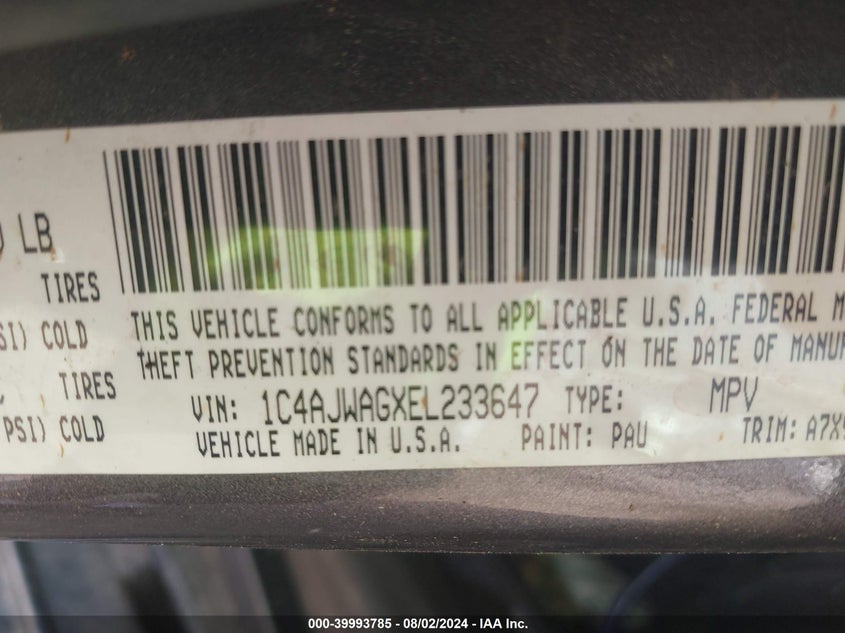 LB
TIRES
COLD
TIRES
PSI) COLD
THIS VEHICLE CONFORMS TO ALL APPLICABLE U.S.A. FEDERAL M
THEFT PREVENTION STANDARDS IN EFFECT ON THE DATE OF MANU
VIN: 1C4AJWAGXEL233647 TYPE: MPV
VEHICLE MADE IN U.S.A. PAINT: PAU TRIM: A7X
000-39993785 - 08/02/2024 - IAA Inc.